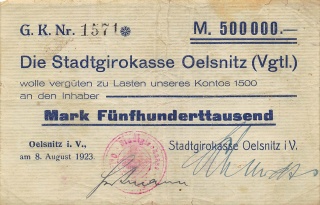 G. K. Nr. 1571 M. 500000.—
Die Stadtgirokasse Oelsnitz (Vgtl.)
wolle vergüten zu Lasten unseres Kontos 1500
an den Inhaber
Mark Fünfhunderttausend
Oelsnitz i. V.,
am 8. August 1923.
Stadtgirokasse Oelsnitz i V.